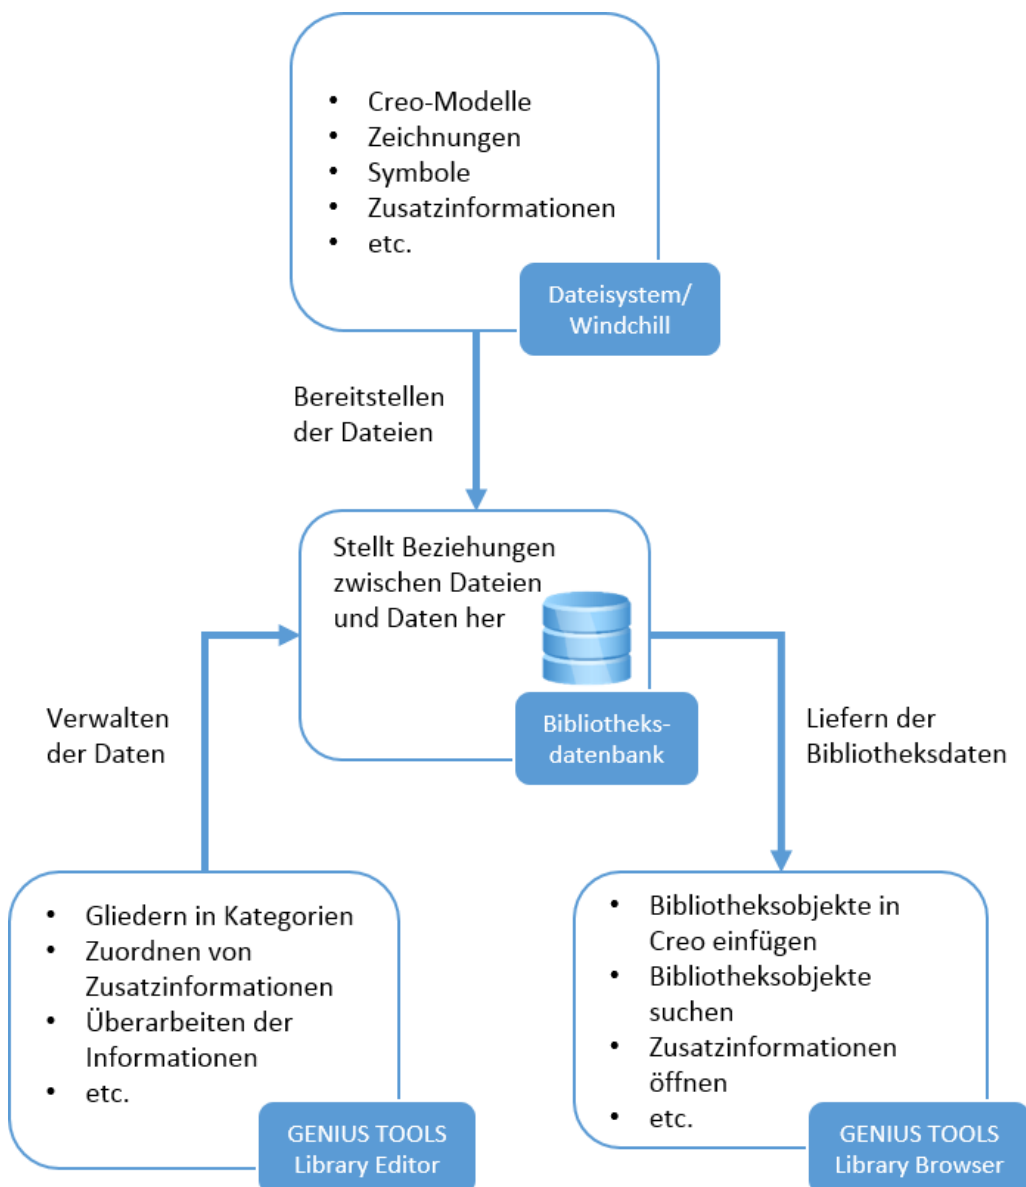 • Creo-Modelle
• Zeichnungen
• Symbole
• Zusatzinformationen
• etc.
Dateisystem/
Windchill
Bereitstellen
der Dateien
Stellt Beziehungen
zwischen Dateien
und Daten her
Bibliotheks-
datenbank
Verwalten
der Daten
Liefern der
Bibliotheksdaten
• Gliedern in Kategorien
• Zuordnen von
Zusatzinformationen
• Überarbeiten der
Informationen
• etc.
GENIUS TOOLS
Library Editor
• Bibliotheksobjekte in
Creo einfügen
• Bibliotheksobjekte
suchen
• Zusatzinformationen
öffnen
• etc.
GENIUS TOOLS
Library Browser